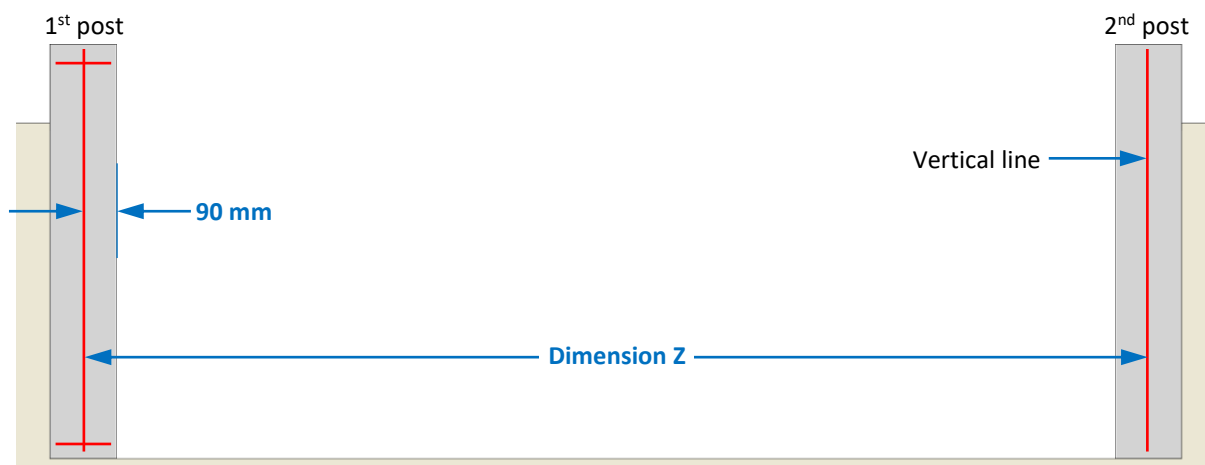 1st post
2nd post
Vertical line
90 mm
Dimension Z